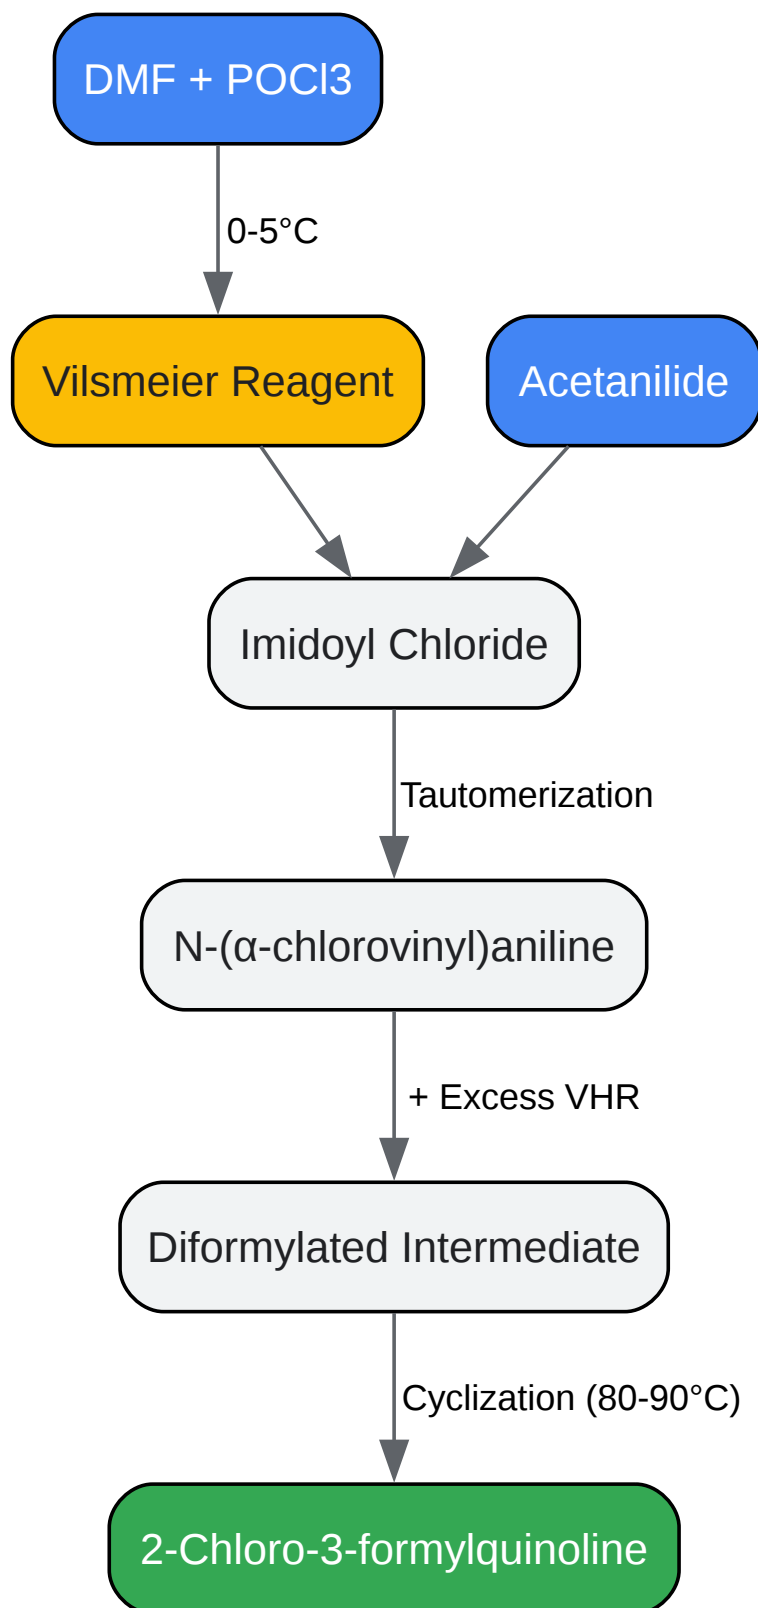 DMF + POCl3
0-5°C
Vilsmeier Reagent
Acetanilide
Imidoyl Chloride
Tautomerization
N-(α-chlorovinyl)aniline
+ Excess VHR
Diformylated Intermediate
Cyclization (80-90°C)
2-Chloro-3-formylquinoline